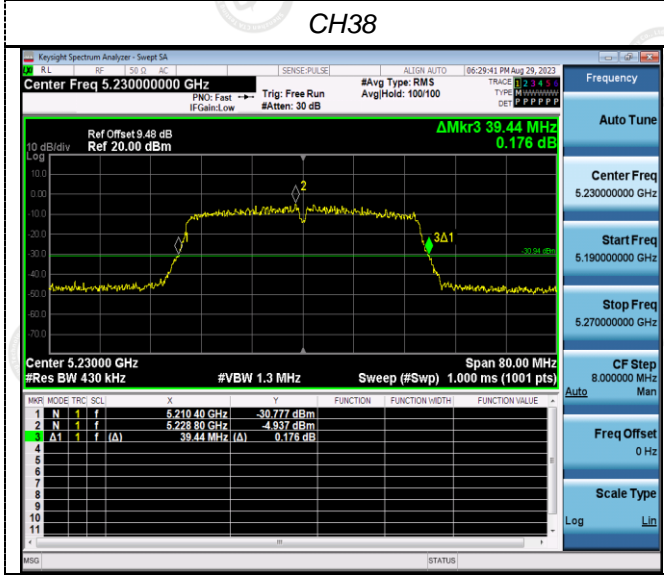 CH38
Keysight Spectrum Analyzer - Swept SA
RL RF 50 Ω AC SENSE:PULSE ALIGN AUTO 06:29:41 PM Aug 29, 2023
Center Freq 5.230000000 GHz
PNO: Fast
IFGain:Low
Trig: Free Run
#Atten: 30 dB
#Avg Type: RMS
Avg|Hold: 100/100
TRACE 1 2 3 4 5 6
TYPE M W W W W W
DET P P P P P P
Ref Offset 9.48 dB
10 dB/div Ref 20.00 dBm
Log
ΔMkr3 39.44 MHz
0.176 dB
10.0
0.00
-10.0
-20.0
-30.0
-40.0
-50.0
-60.0
-70.0
2
1
3Δ1
-30.94 dBm
Center 5.23000 GHz Span 80.00 MHz
#Res BW 430 kHz #VBW 1.3 MHz Sweep (#Swp) 1.000 ms (1001 pts)
MKR MODE TRC SCL X Y FUNCTION FUNCTION WIDTH FUNCTION VALUE
1 N 1 f 5.210 40 GHz -30.777 dBm
2 N 1 f 5.228 80 GHz -4.937 dBm
3 Δ1 1 f (Δ) 39.44 MHz (Δ) 0.176 dB
4
5
6
7
8
9
10
11
MSG STATUS
Frequency
Auto Tune
Center Freq
5.230000000 GHz
Start Freq
5.190000000 GHz
Stop Freq
5.270000000 GHz
CF Step
8.000000 MHz
Auto Man
Freq Offset
0 Hz
Scale Type
Log Lin